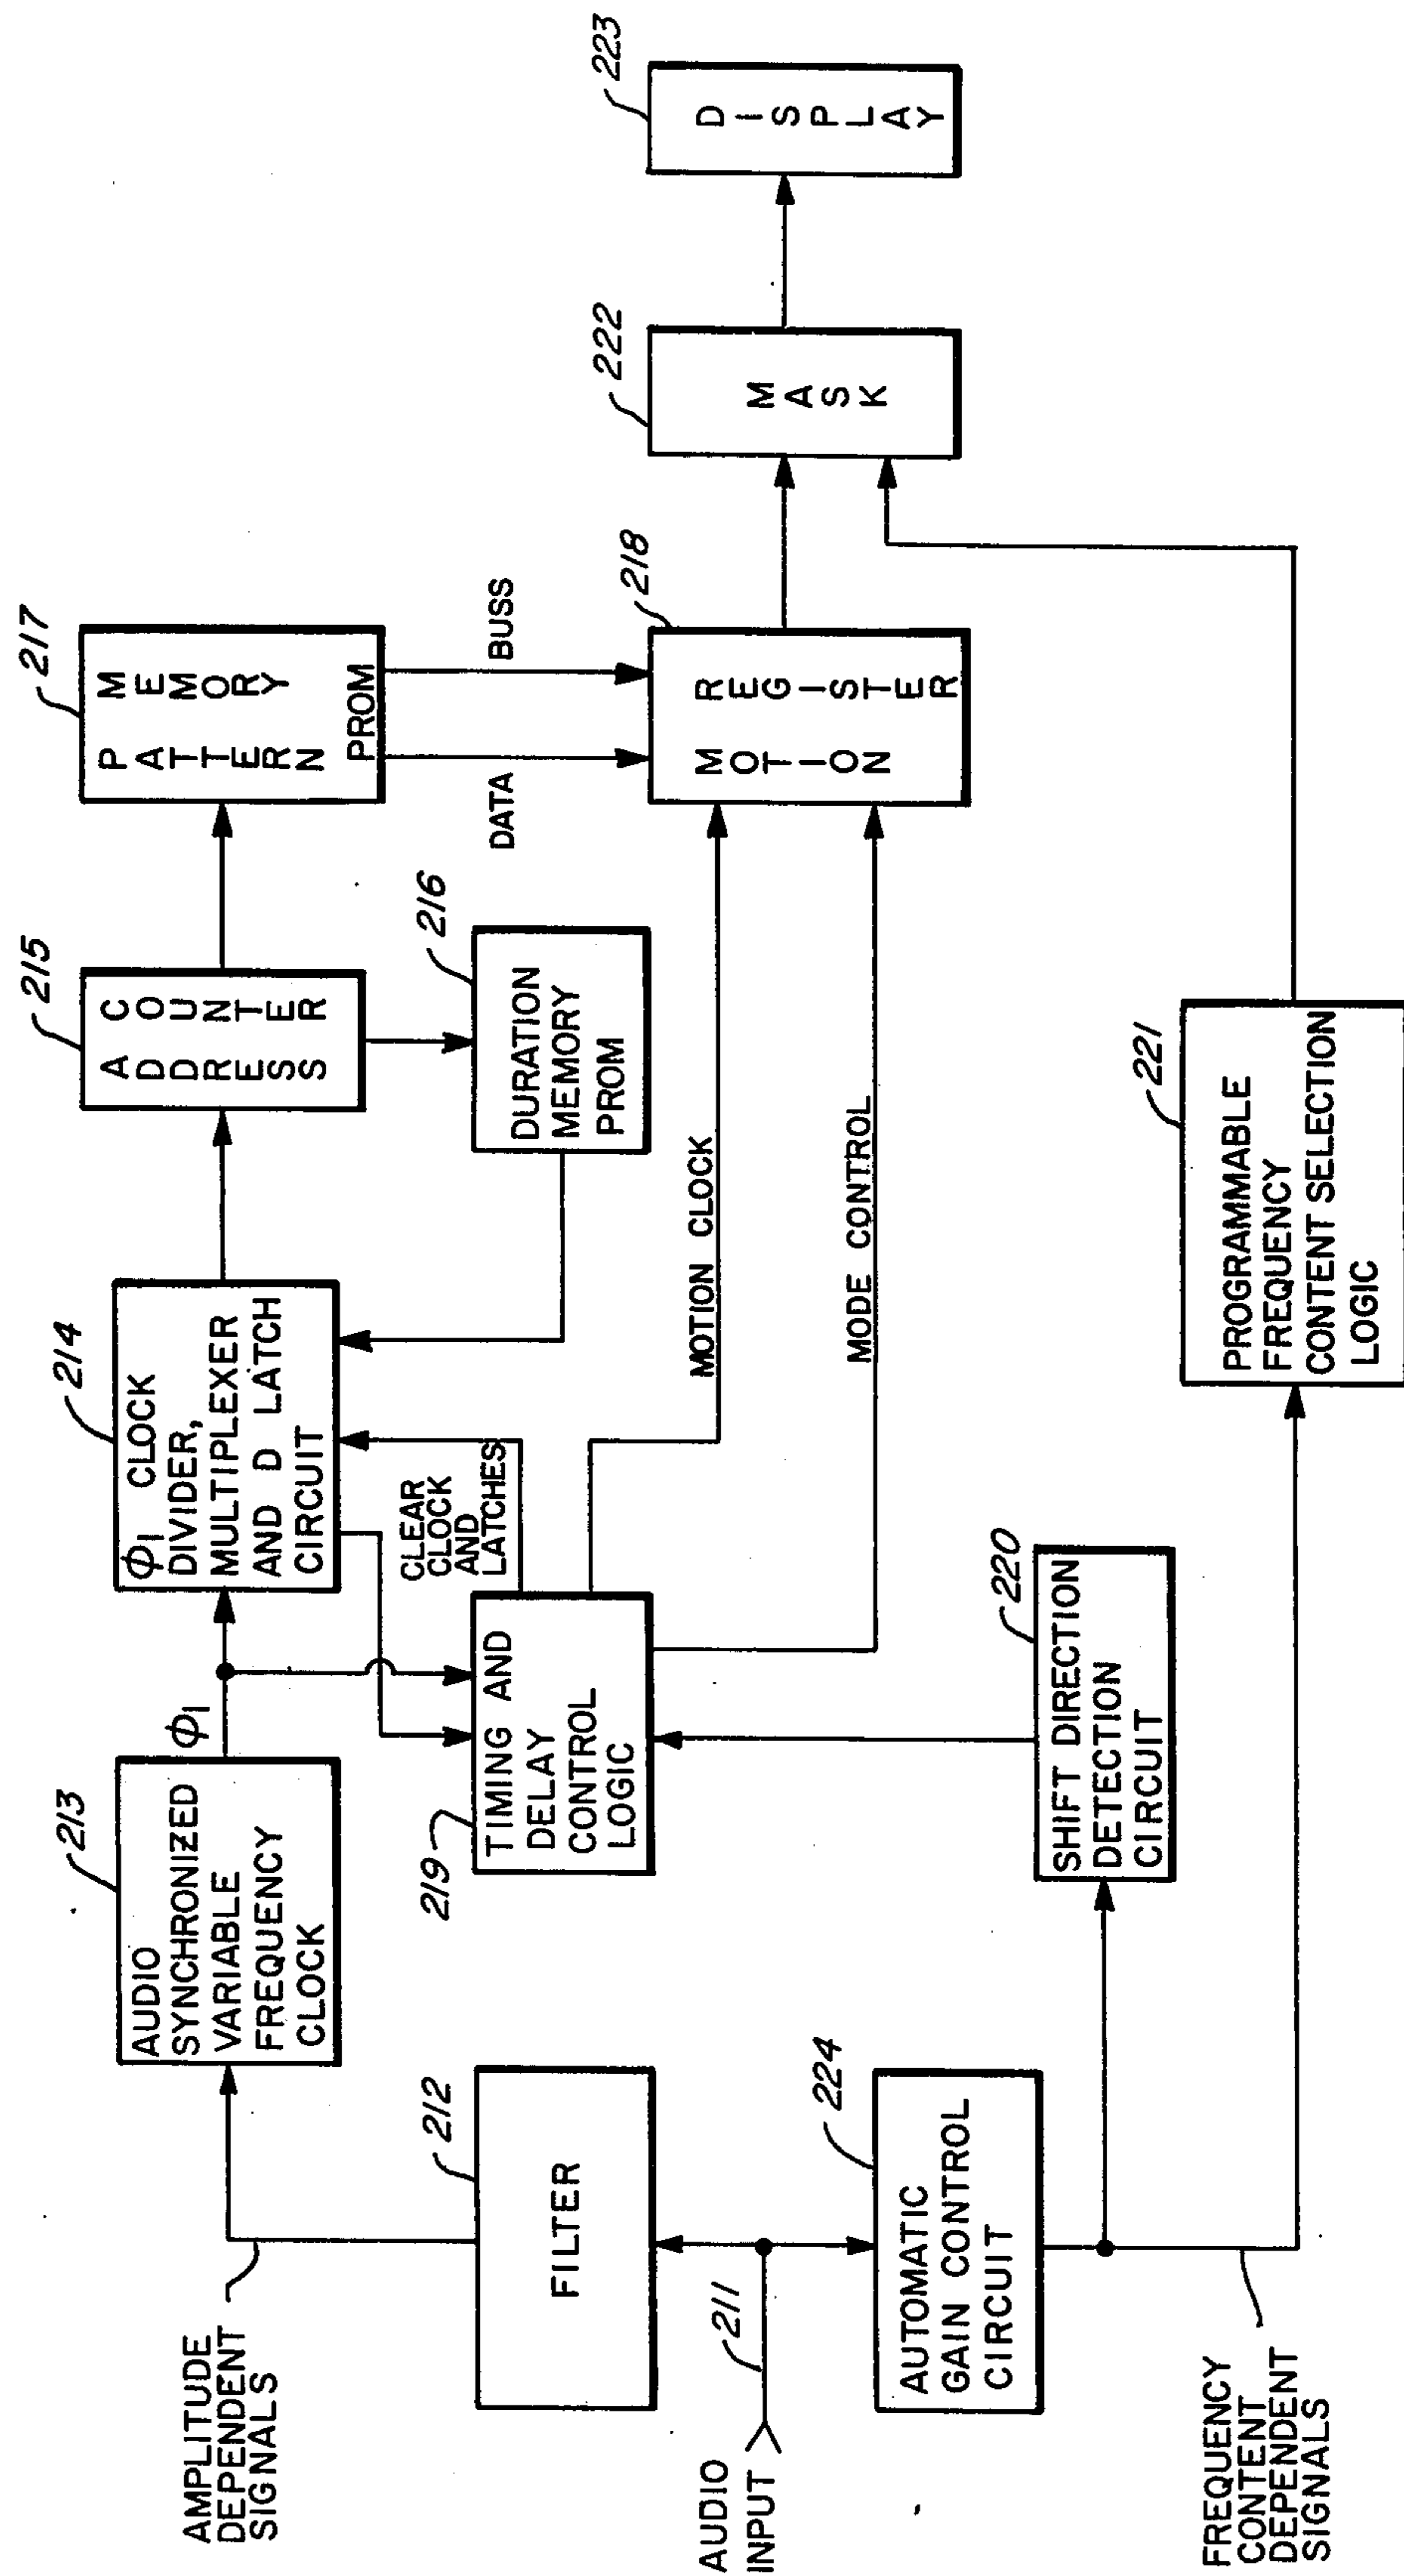 AMPLITUDE
DEPENDENT
SIGNALS
AUDIO
INPUT
211
FREQUENCY
CONTENT
DEPENDENT
SIGNALS
212
FILTER
224
AUTOMATIC
GAIN CONTROL
CIRCUIT
213
AUDIO
SYNCHRONIZED
VARIABLE
FREQUENCY
CLOCK
ϕ1
219
TIMING AND
DELAY
CONTROL
LOGIC
220
SHIFT DIRECTION
DETECTION
CIRCUIT
214
ϕ1 CLOCK
DIVIDER,
MULTIPLEXER
AND D LATCH
CIRCUIT
CLEAR
CLOCK
AND
LATCHES
MOTION CLOCK
MODE CONTROL
215
ADDRESS
COUNTER
216
DURATION
MEMORY
PROM
221
PROGRAMMABLE
FREQUENCY
CONTENT SELECTION
LOGIC
217
PATTERN
MEMORY
PROM
DATA
BUSS
218
MOTION
REGISTER
222
MASK
223
DISPLAY